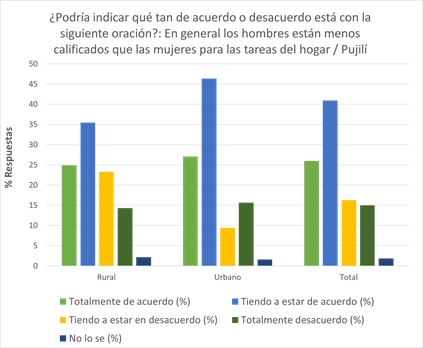 ¿Podría indicar qué tan de acuerdo o desacuerdo está con la
siguiente oración?: En general los hombres están menos
calificados que las mujeres para las tareas del hogar / Pujilí
% Respuestas
50
45
40
35
30
25
20
15
10
5
0
Rural Urbano Total
Totalmente de acuerdo (%) Tiendo a estar de acuerdo (%)
Tiendo a estar en desacuerdo (%) Totalmente desacuerdo (%)
No lo se (%)